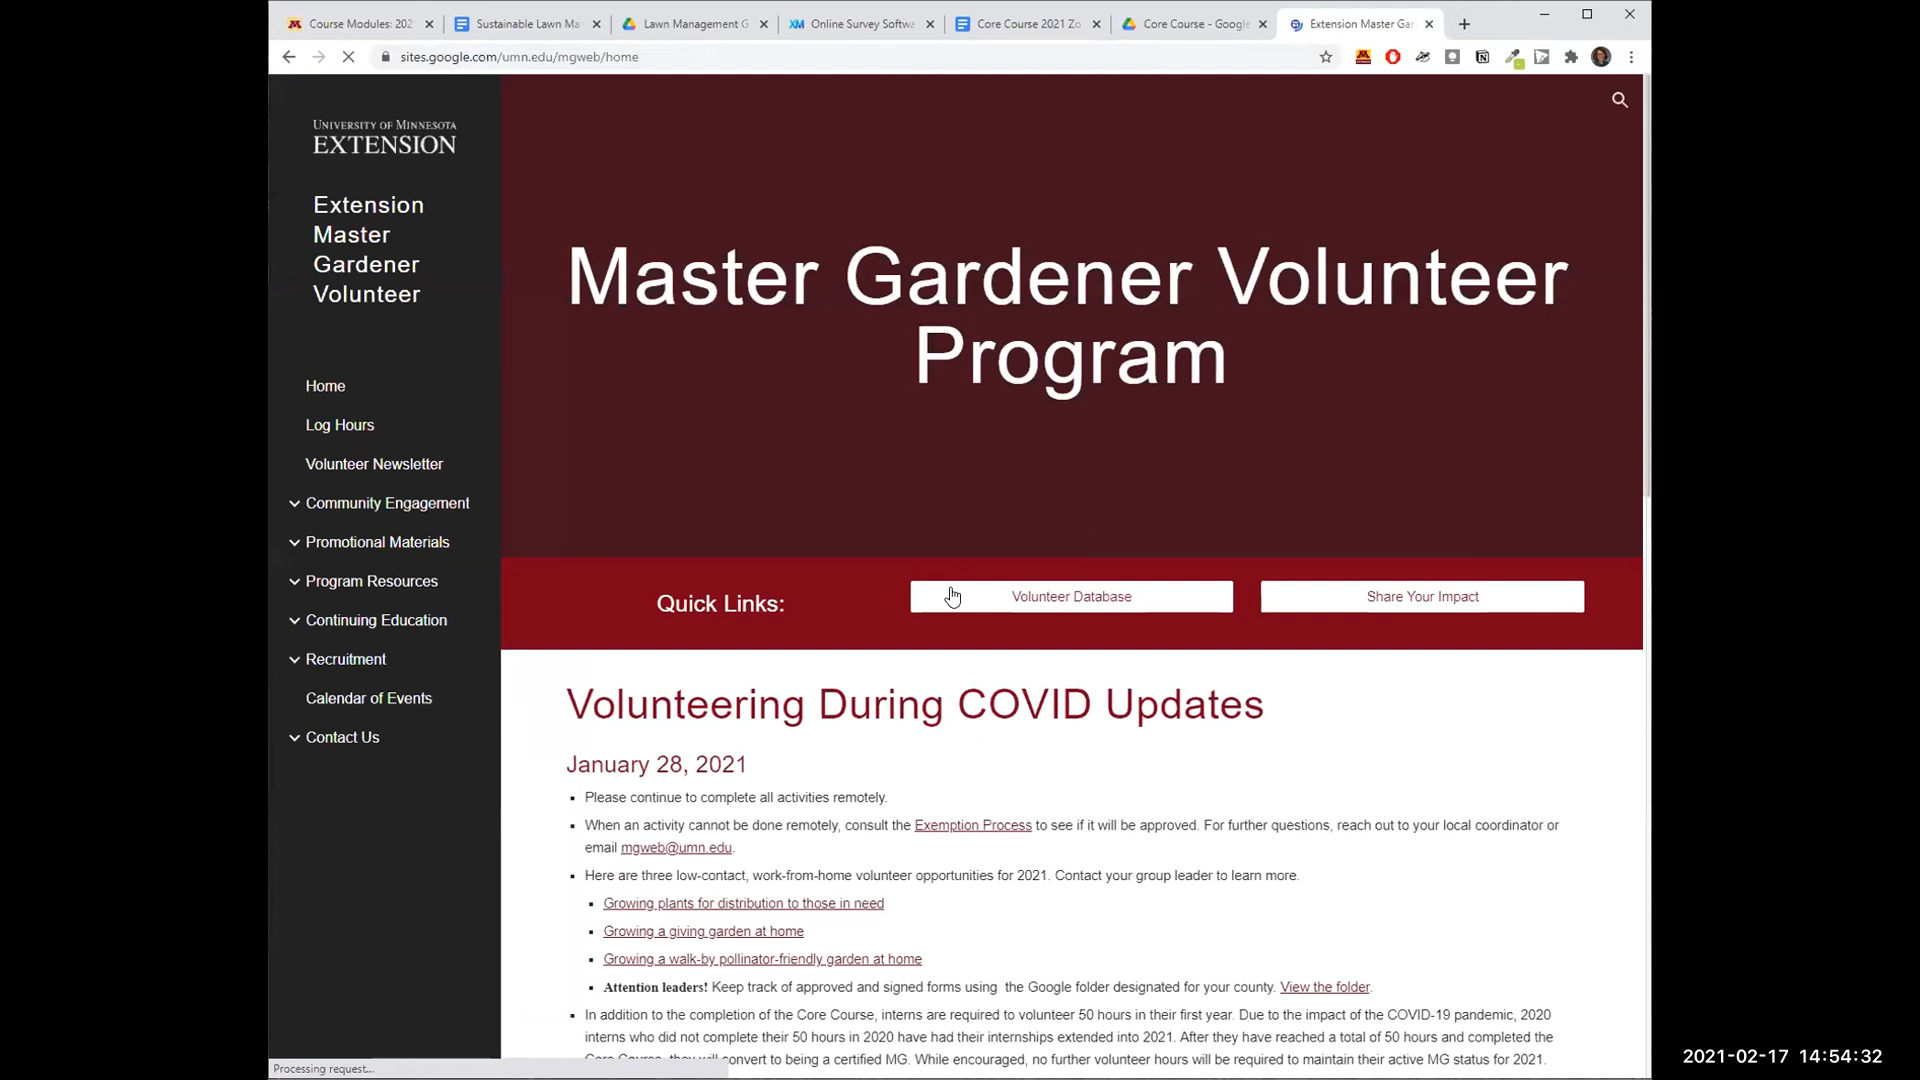 Course Modules: 202
Sustainable Lawn Ma
Lawn Management G
Online Survey Softwa
Core Course 2021 Zo
Core Course - Google
Extension Master Gar
sites.google.com/umn.edu/mgweb/home
UNIVERSITY OF MINNESOTA
EXTENSION
Extension
Master
Gardener
Volunteer
Home
Log Hours
Volunteer Newsletter
Community Engagement
Promotional Materials
Program Resources
Continuing Education
Recruitment
Calendar of Events
Contact Us
Master Gardener Volunteer
Program
Quick Links:
Volunteer Database
Share Your Impact
Volunteering During COVID Updates
January 28, 2021
Please continue to complete all activities remotely.
When an activity cannot be done remotely, consult the Exemption Process to see if it will be approved. For further questions, reach out to your local coordinator or
email mgweb@umn.edu.
Here are three low-contact, work-from-home volunteer opportunities for 2021. Contact your group leader to learn more.
Growing plants for distribution to those in need
Growing a giving garden at home
Growing a walk-by pollinator-friendly garden at home
Attention leaders! Keep track of approved and signed forms using the Google folder designated for your county. View the folder.
In addition to the completion of the Core Course, interns are required to volunteer 50 hours in their first year. Due to the impact of the COVID-19 pandemic, 2020
interns who did not complete their 50 hours in 2020 have had their internships extended into 2021. After they have reached a total of 50 hours and completed the
Core Course, they will convert to being a certified MG. While encouraged, no further volunteer hours will be required to maintain their active MG status for 2021.
Processing request...
2021-02-17 14:54:32